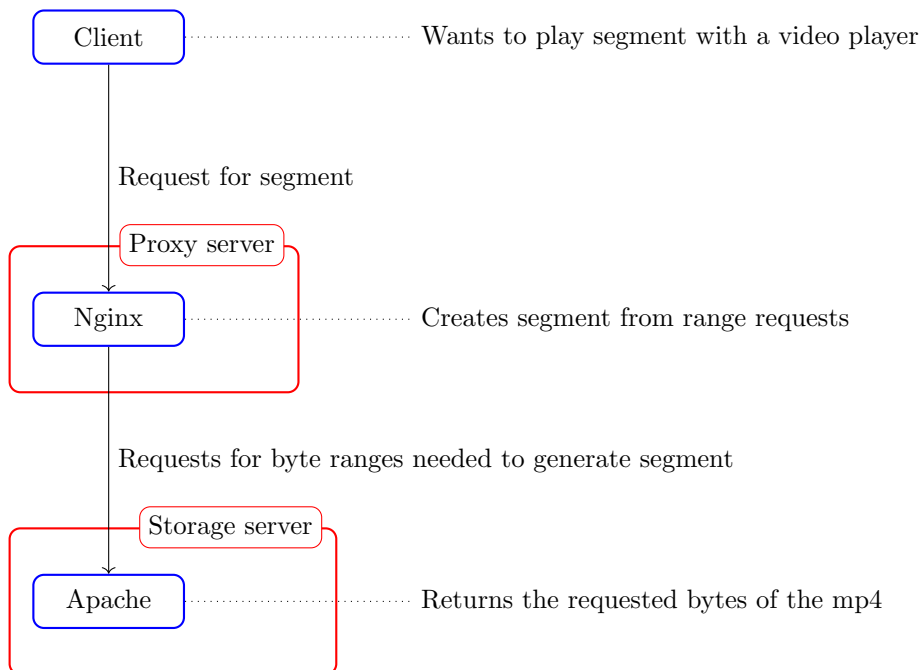 Client
Wants to play segment with a video player
Request for segment
Proxy server
Nginx
Creates segment from range requests
Requests for byte ranges needed to generate segment
Storage server
Apache
Returns the requested bytes of the mp4